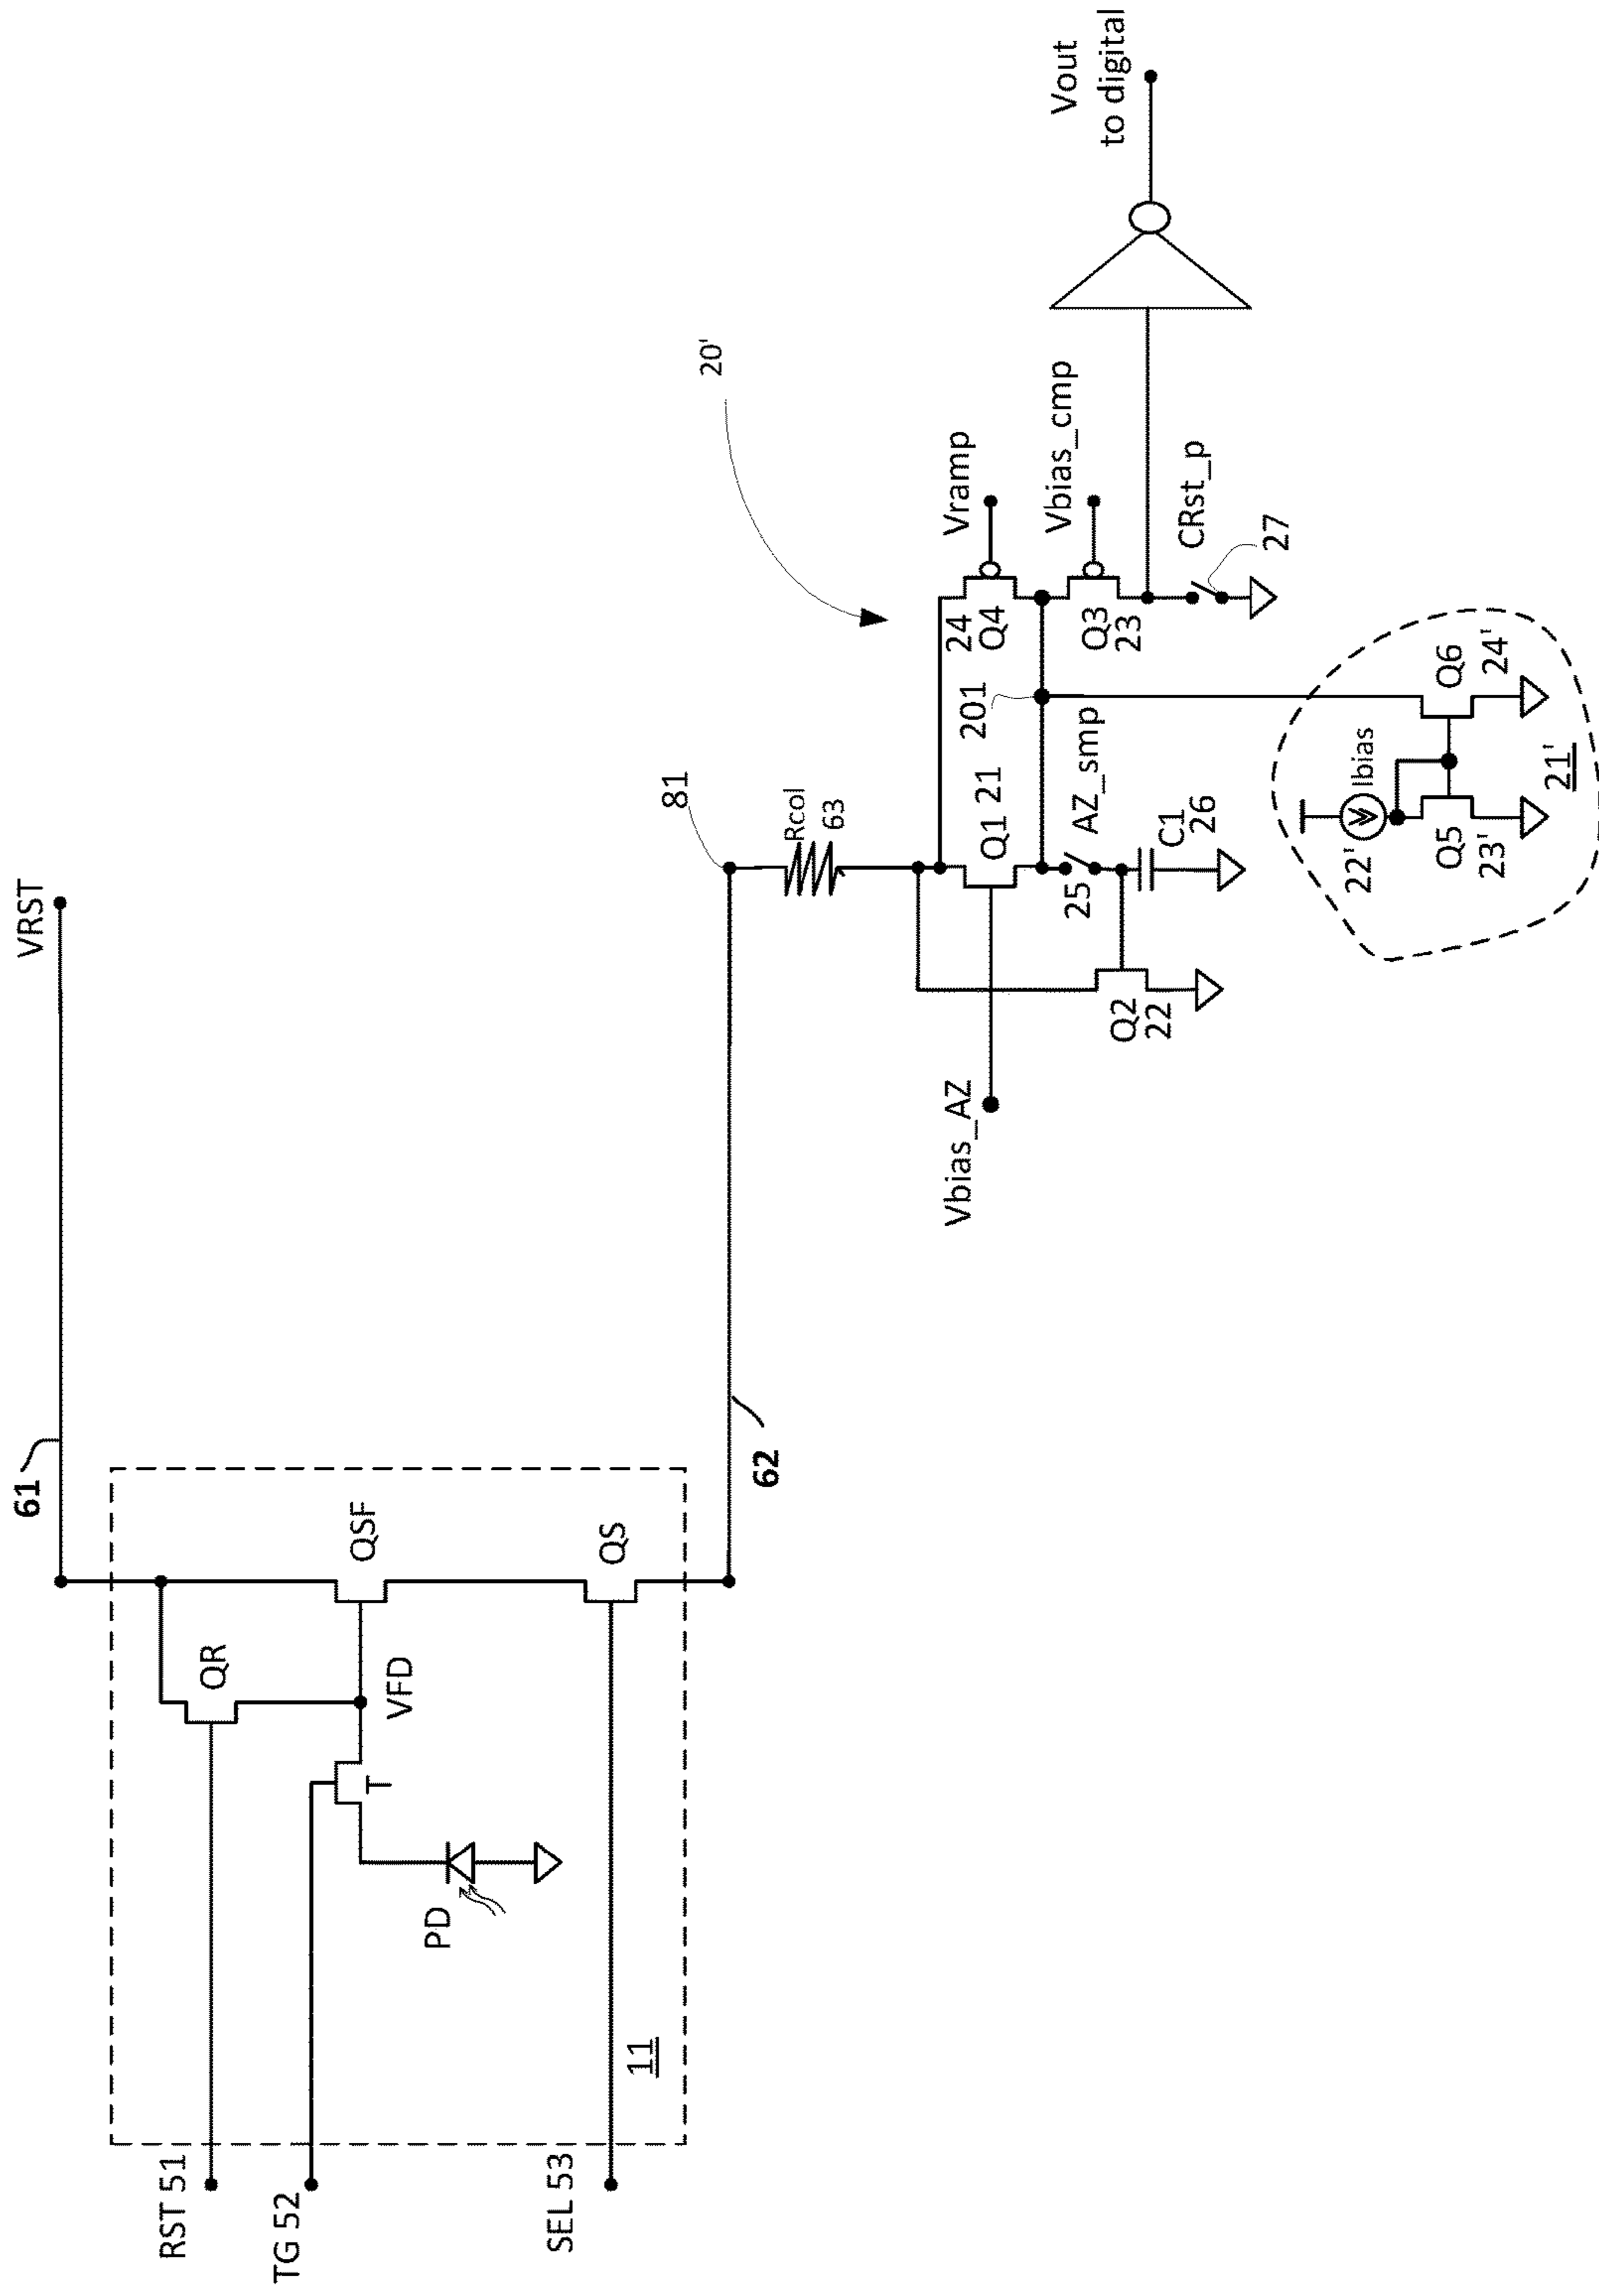 VRST
61
QR
QSF
VFD
PD
QS
11
RST 51
TG 52
SEL 53
62
81
Rcol
63
20'
Vbias_AZ
Q1 21
24
Q4
Vramp
Vbias_cmp
Q3
23
201
AZ_smp
25
C1
26
Q2
22
CRst_p
27
Vout
to digital
22'
Ibias
Q5
23'
Q6
24'
21'